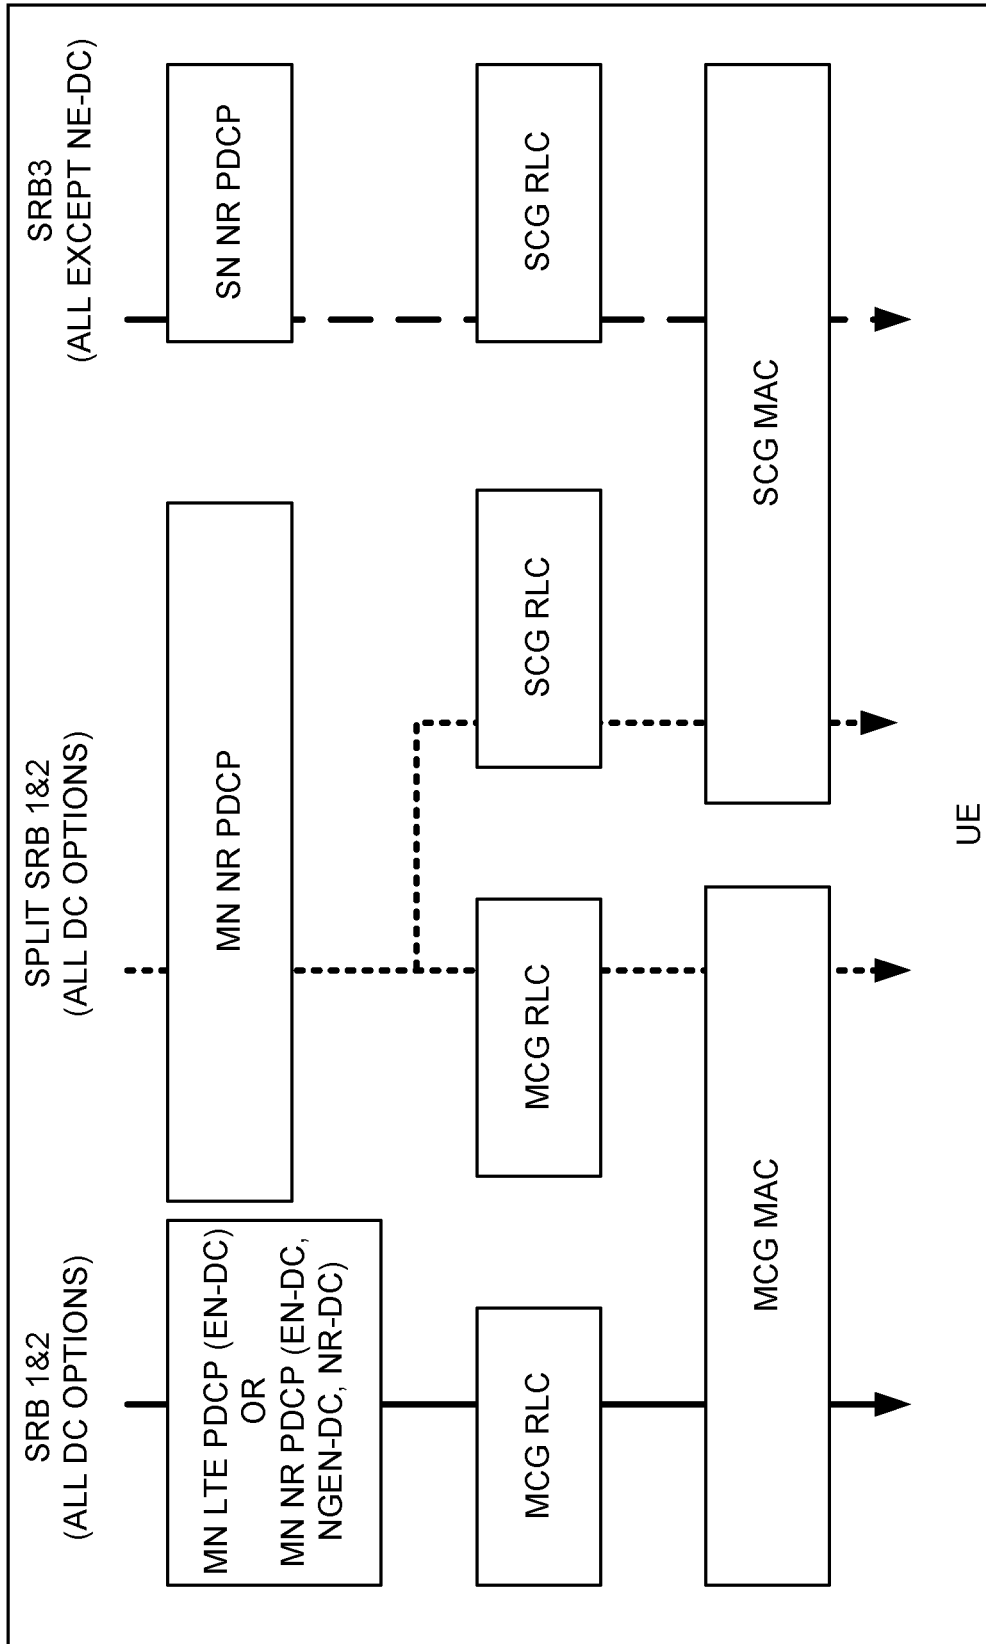 SRB 1&2
(ALL DC OPTIONS)
SPLIT SRB 1&2
(ALL DC OPTIONS)
SRB3
(ALL EXCEPT NE-DC)
MN LTE PDCP (EN-DC)
OR
MN NR PDCP (EN-DC,
NGEN-DC, NR-DC)
MN NR PDCP
SN NR PDCP
MCG RLC
MCG RLC
SCG RLC
SCG RLC
MCG MAC
SCG MAC
UE